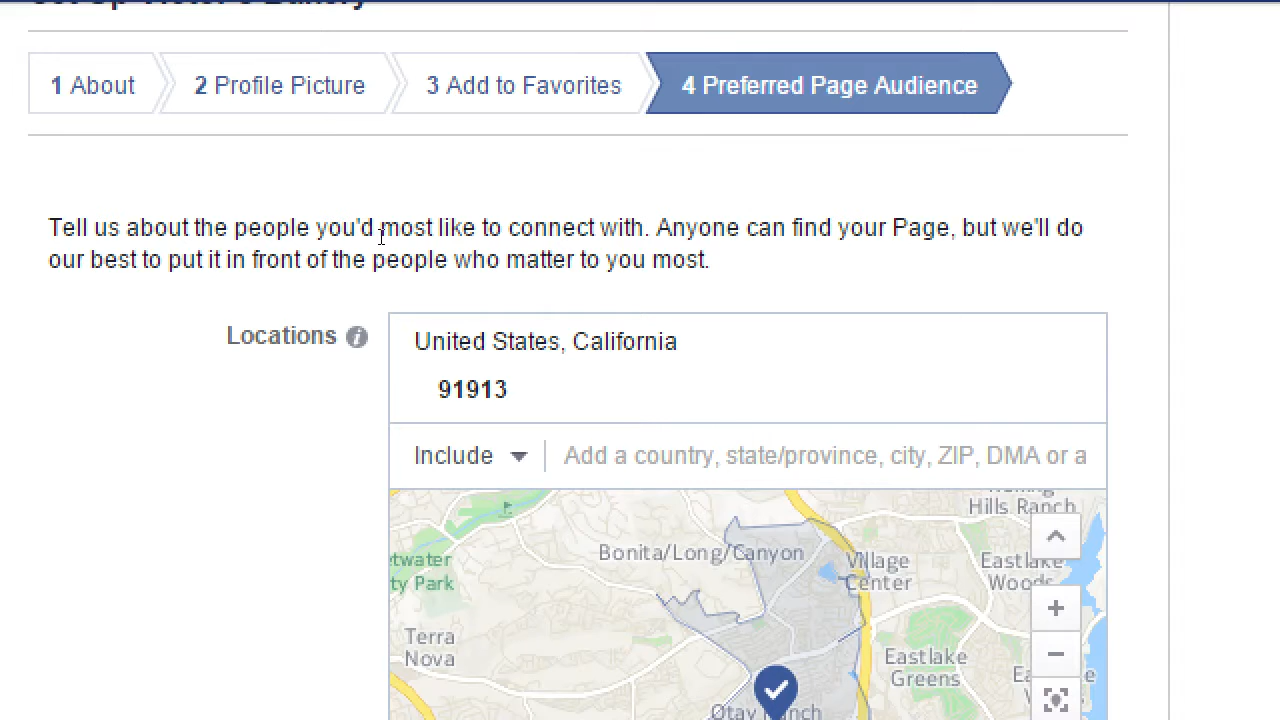 1 About
2 Profile Picture
3 Add to Favorites
4 Preferred Page Audience
Tell us about the people you'd most like to connect with. Anyone can find your Page, but we'll do
our best to put it in front of the people who matter to you most.
Locations
United States, California
91913
Include
Add a country, state/province, city, ZIP, DMA or a
Hills Ranch
Bonita/Long/Canyon
Village
Center
Eastlake
Woods
twater
ty Park
Terra
Nova
Eastlake
Greens
Otay Ranch